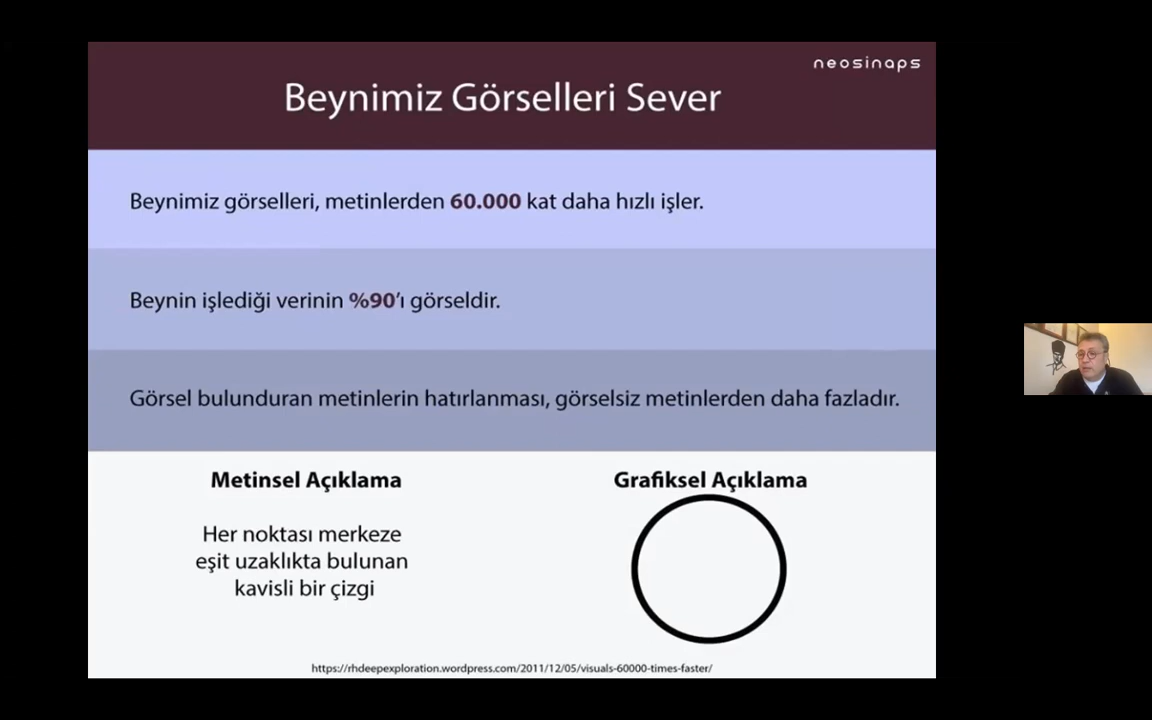 neosinaps
Beynimiz Görselleri Sever
Beynimiz görselleri, metinlerden 60.000 kat daha hızlı işler.
Beynin işlediği verinin %90’ı görseldir.
Görsel bulunduran metinlerin hatırlanması, görselsiz metinlerden daha fazladır.
Metinsel Açıklama
Her noktası merkeze
eşit uzaklıkta bulunan
kavisli bir çizgi
Grafiksel Açıklama
https://rhdeepexploration.wordpress.com/2011/12/05/visuals-60000-times-faster/